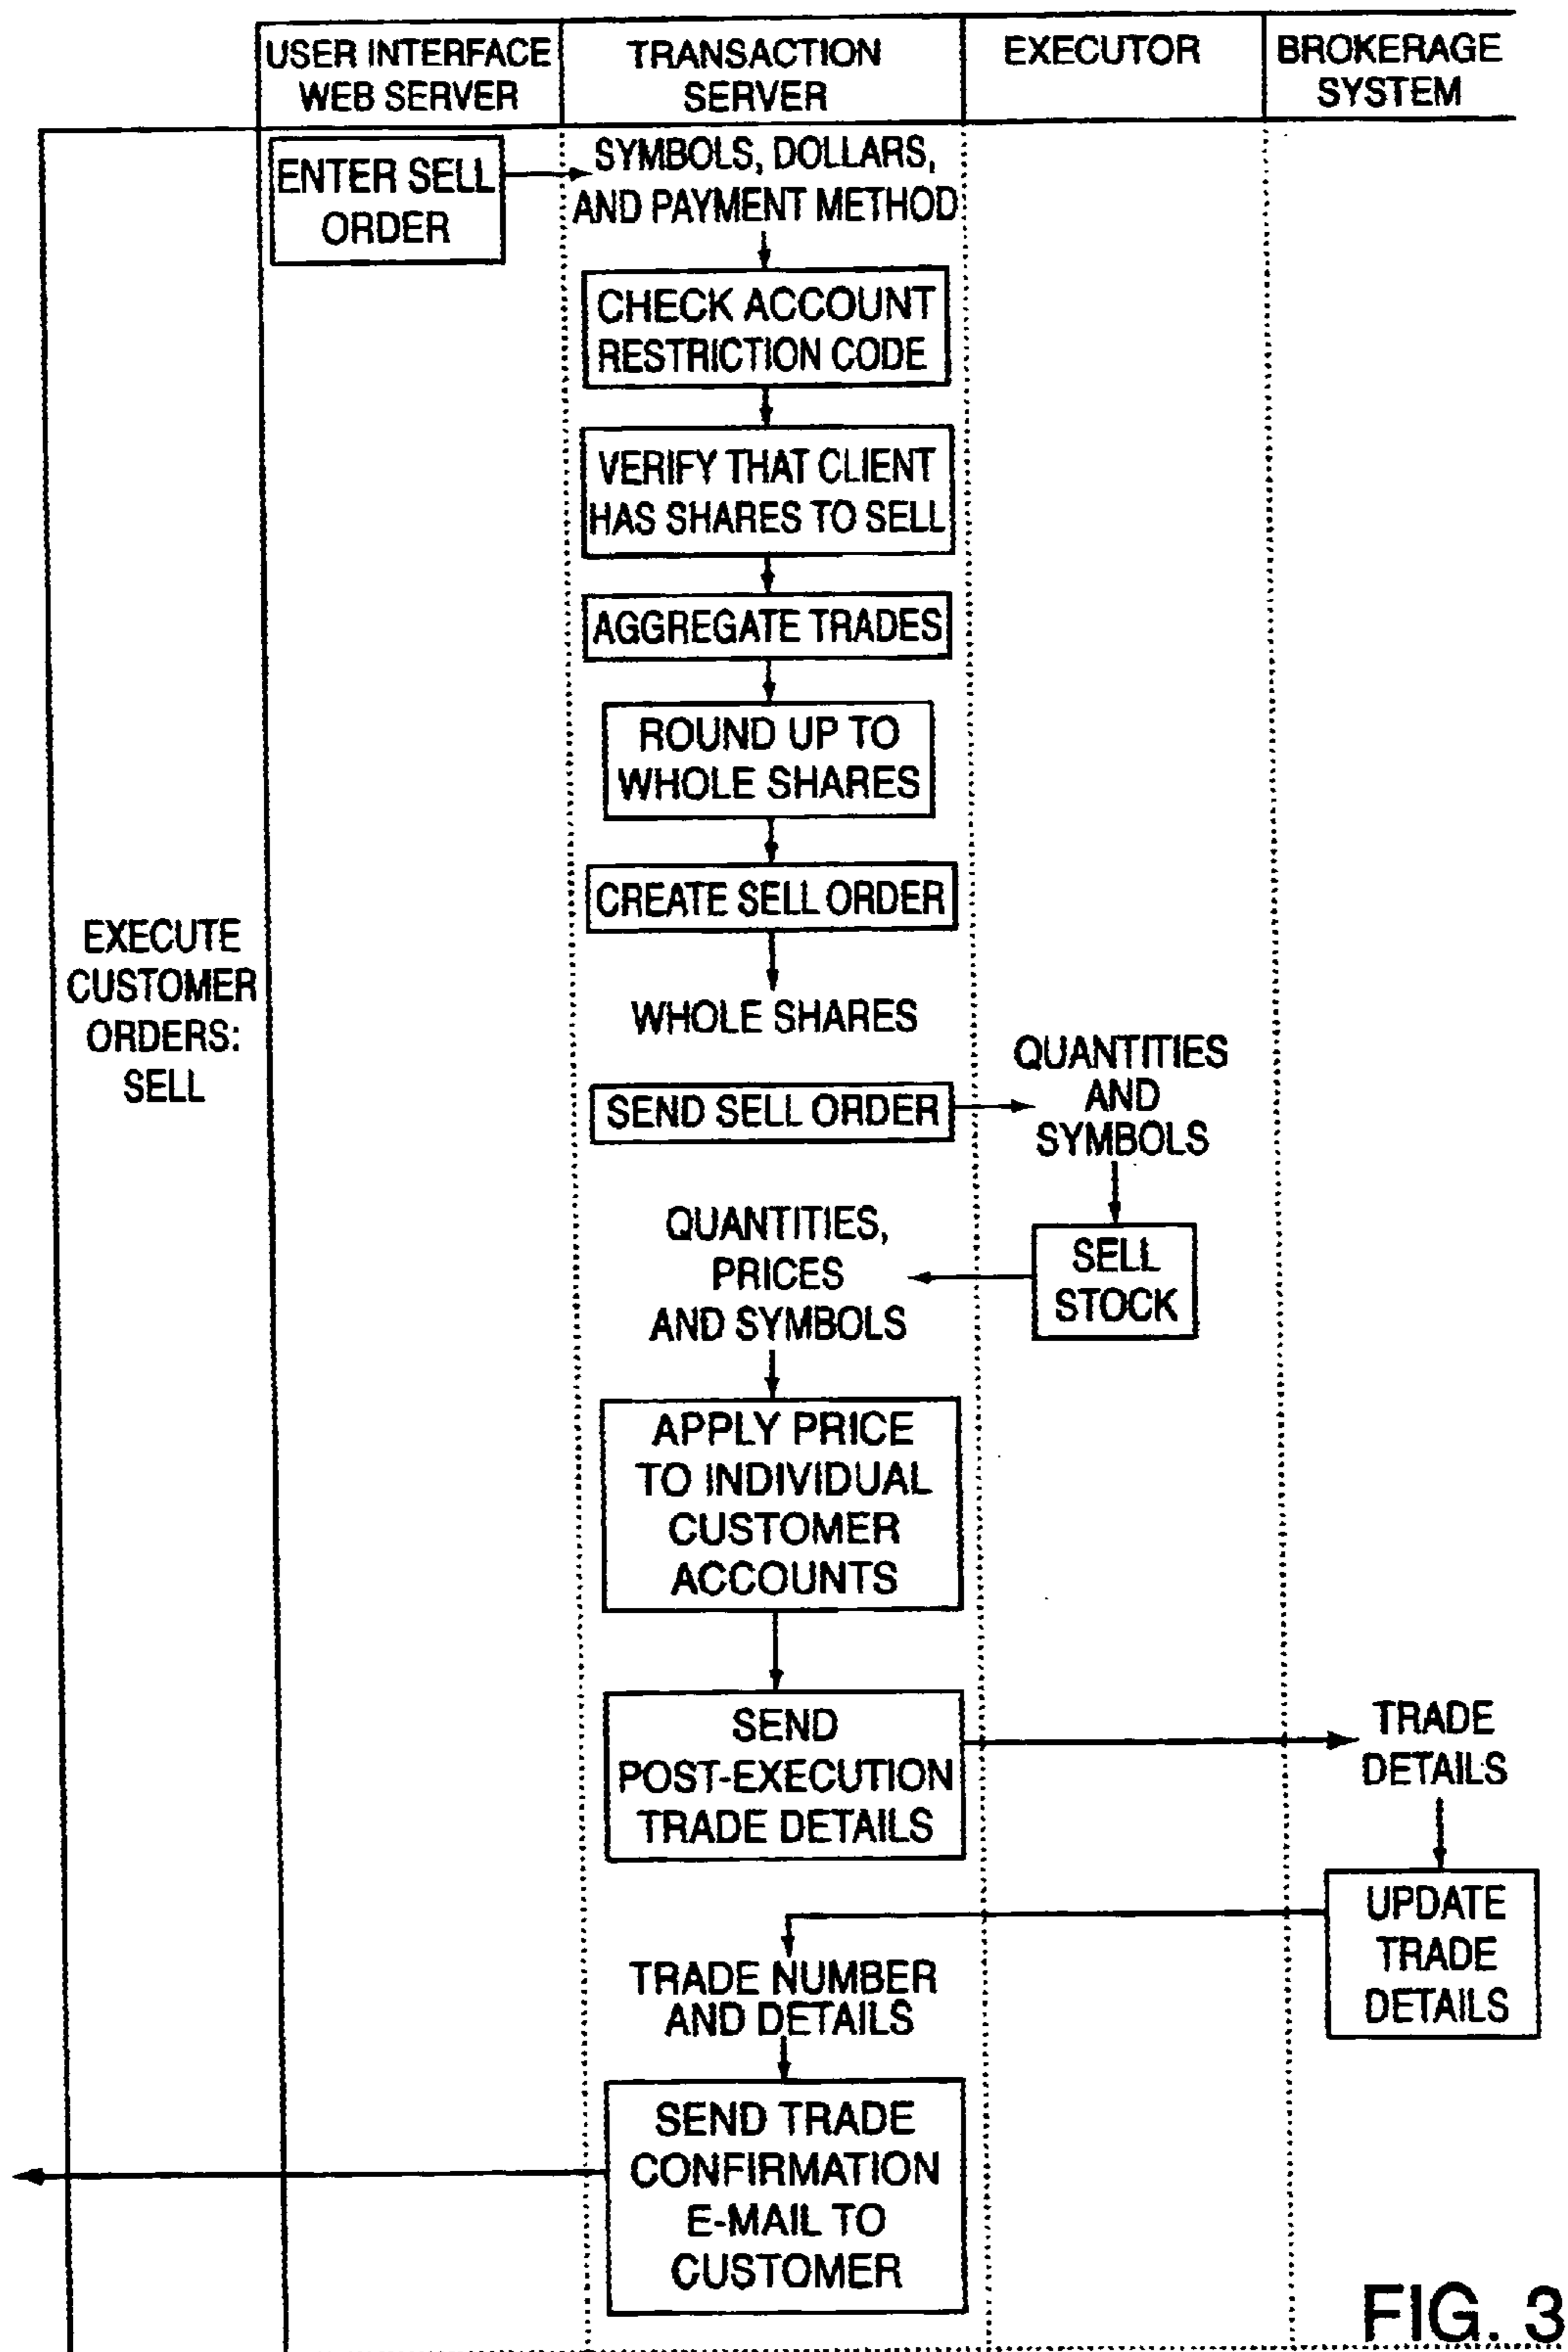 USER INTERFACE
WEB SERVER
TRANSACTION
SERVER
EXECUTOR
BROKERAGE
SYSTEM
ENTER SELL
ORDER
SYMBOLS, DOLLARS,
AND PAYMENT METHOD
CHECK ACCOUNT
RESTRICTION CODE
VERIFY THAT CLIENT
HAS SHARES TO SELL
AGGREGATE TRADES
ROUND UP TO
WHOLE SHARES
CREATE SELL ORDER
EXECUTE
CUSTOMER
ORDERS:
SELL
WHOLE SHARES
SEND SELL ORDER
QUANTITIES
AND
SYMBOLS
SELL
STOCK
QUANTITIES,
PRICES
AND SYMBOLS
APPLY PRICE
TO INDIVIDUAL
CUSTOMER
ACCOUNTS
SEND
POST-EXECUTION
TRADE DETAILS
TRADE
DETAILS
UPDATE
TRADE
DETAILS
TRADE NUMBER
AND DETAILS
SEND TRADE
CONFIRMATION
E-MAIL TO
CUSTOMER
FIG. 3